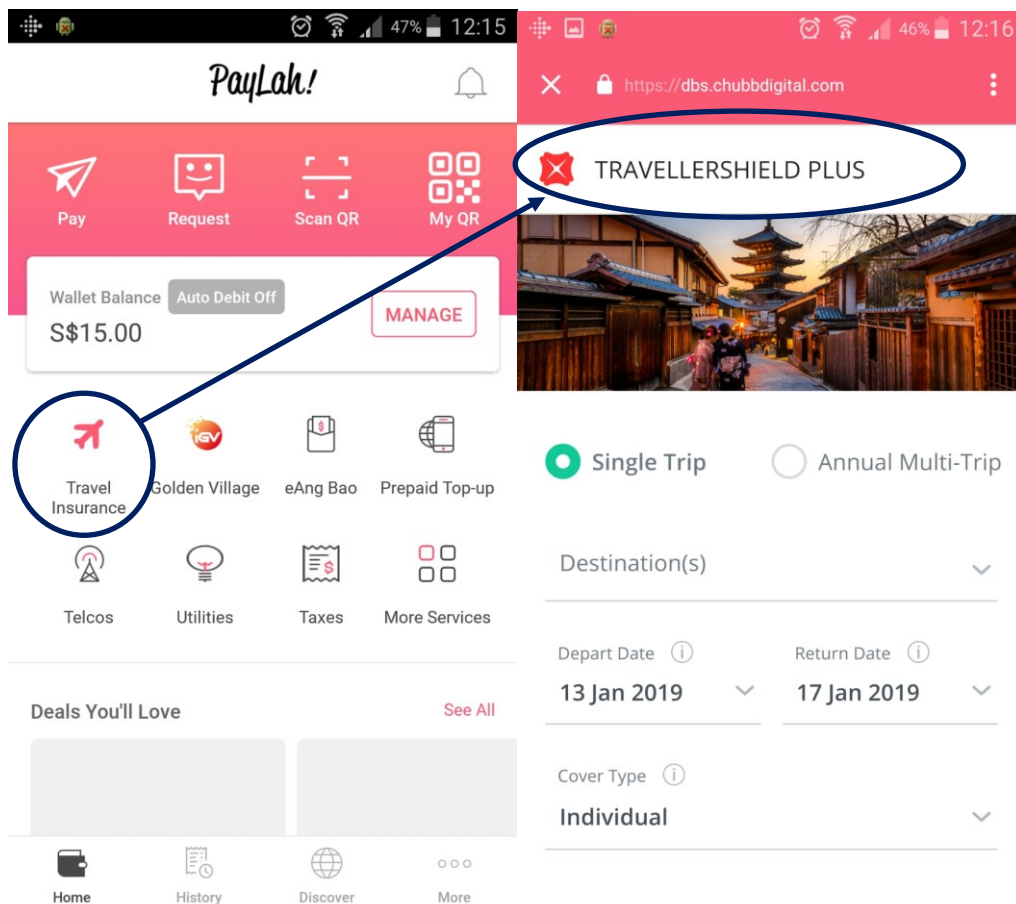 47% 12:15
PayLah!
Pay Request Scan QR My QR
Wallet Balance Auto Debit Off
S$15.00
MANAGE
Travel Insurance
iGV
Golden Village
eAng Bao
Prepaid Top-up
Telcos Utilities Taxes More Services
Deals You'll Love See All
Home History Discover More
46% 12:16
https://dbs.chubbdigital.com
TRAVELLERSHIELD PLUS
Single Trip Annual Multi-Trip
Destination(s)
Depart Date Return Date
13 Jan 2019 17 Jan 2019
Cover Type
Individual